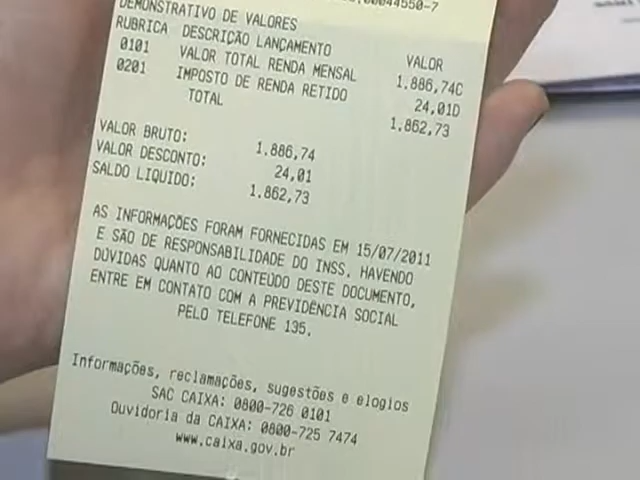 DEMONSTRATIVO DE VALORES
RUBRICA DESCRIÇÃO LANÇAMENTO VALOR
0101 VALOR TOTAL RENDA MENSAL 1.886,74C
0201 IMPOSTO DE RENDA RETIDO 24,01D
TOTAL 1.862,73
VALOR BRUTO: 1.886,74
VALOR DESCONTO: 24,01
SALDO LIQUIDO: 1.862,73
AS INFORMAÇÕES FORAM FORNECIDAS EM 15/07/2011
E SÃO DE RESPONSABILIDADE DO INSS. HAVENDO
DÚVIDAS QUANTO AO CONTEÚDO DESTE DOCUMENTO,
ENTRE EM CONTATO COM A PREVIDÊNCIA SOCIAL
PELO TELEFONE 135.
Informações, reclamações, sugestões e elogios
SAC CAIXA: 0800-726 0101
Ouvidoria da CAIXA: 0800-725 7474
www.caixa.gov.br